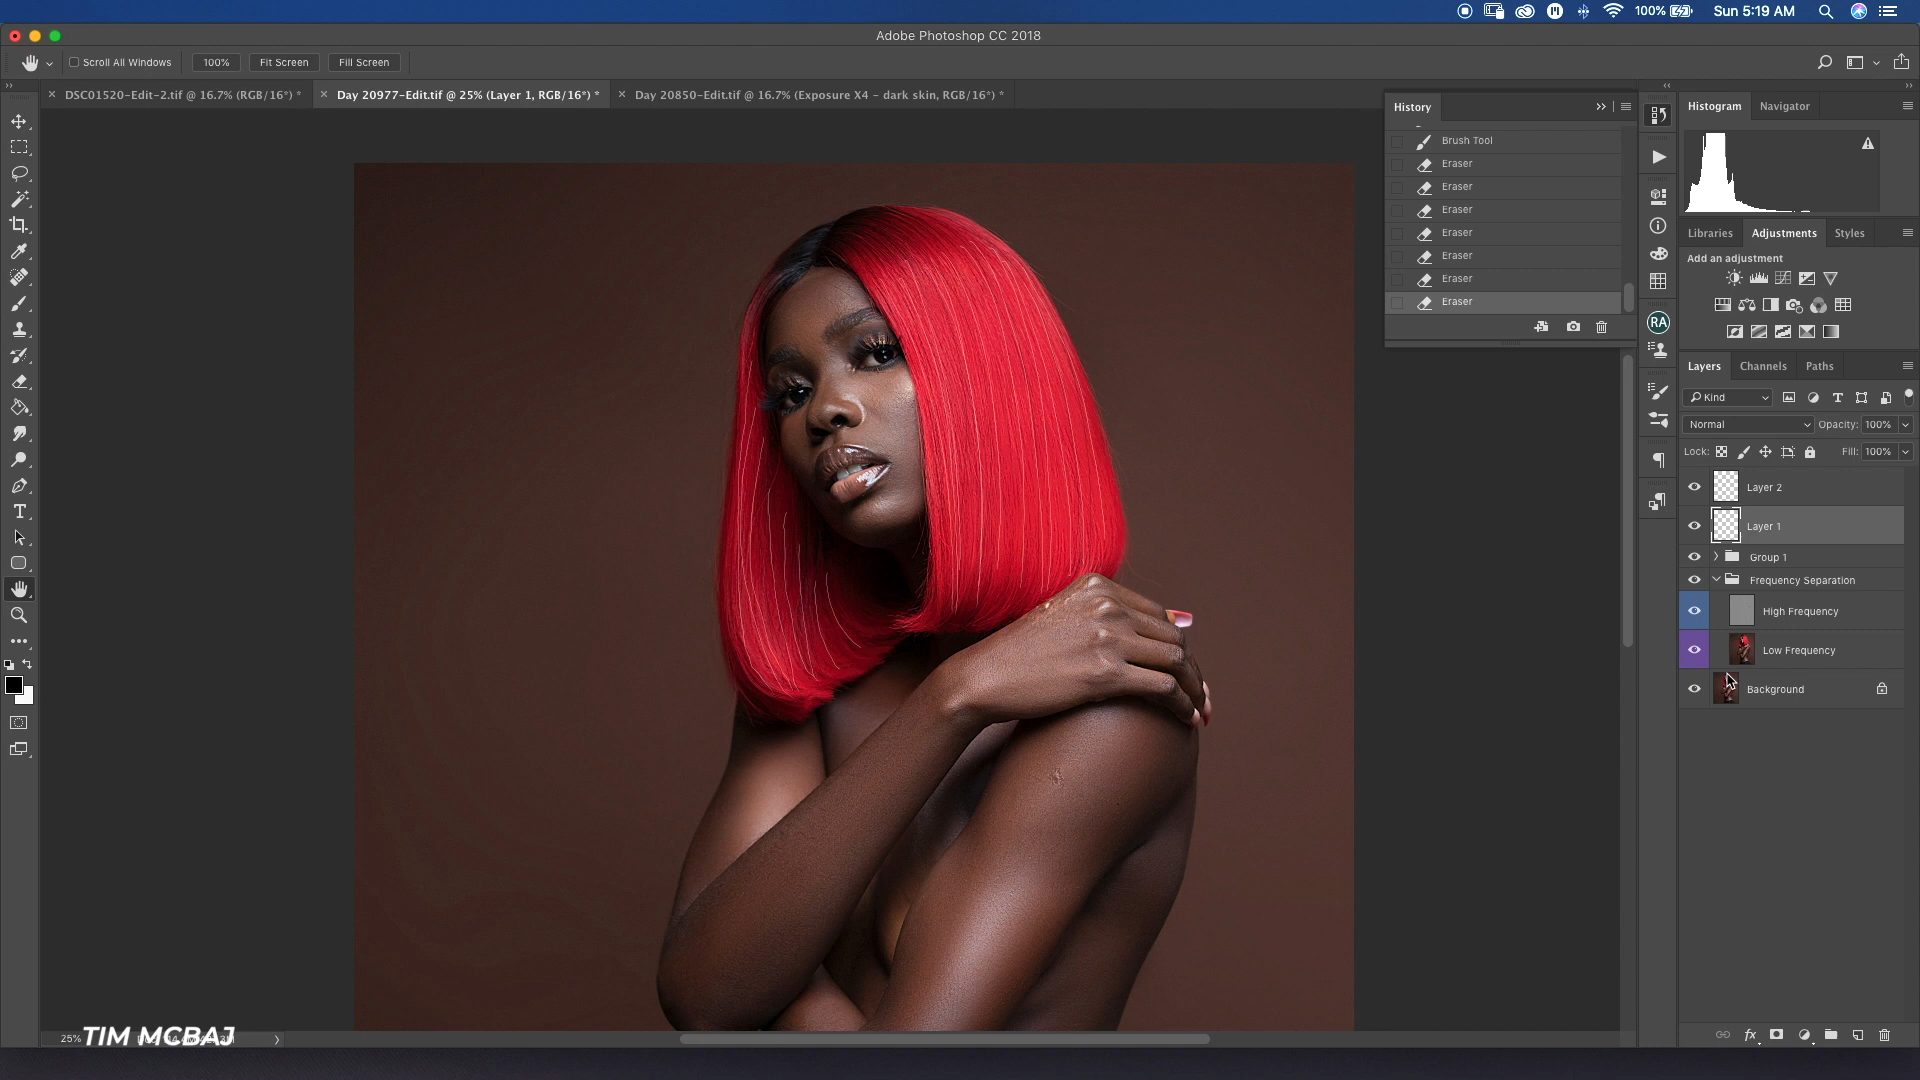 100%
Sun 5:19 AM
Adobe Photoshop CC 2018
Scroll All Windows
100%
Fit Screen
Fill Screen
DSC01520-Edit-2.tif @ 16.7% (RGB/16*) *
Day 20977-Edit.tif @ 25% (Layer 1, RGB/16*) *
Day 20850-Edit.tif @ 16.7% (Exposure X4 - dark skin, RGB/16*) *
History
Brush Tool
Eraser
Eraser
Eraser
Eraser
Eraser
Eraser
Eraser
Histogram
Navigator
Libraries
Adjustments
Styles
Add an adjustment
RA
Layers
Channels
Paths
Kind
Normal
Opacity: 100%
Lock:
Fill: 100%
Layer 2
Layer 1
Group 1
Frequency Separation
High Frequency
Low Frequency
Background
25%
TIM MCBAJ
fx